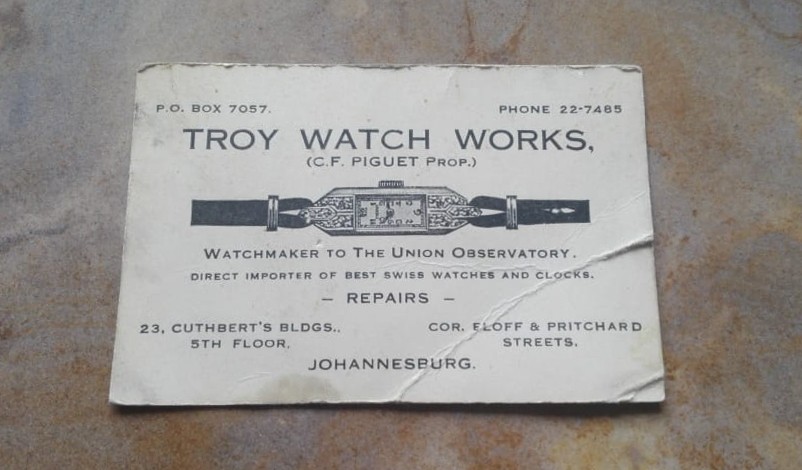 P.O. BOX 7057. PHONE 22-7485
TROY WATCH WORKS,
(C.F. PIGUET PROP.)
WATCHMAKER TO THE UNION OBSERVATORY.
DIRECT IMPORTER OF BEST SWISS WATCHES AND CLOCKS.
– REPAIRS –
23, CUTHBERT'S BLDGS., COR. ELOFF & PRITCHARD
5TH FLOOR. STREETS,
JOHANNESBURG.